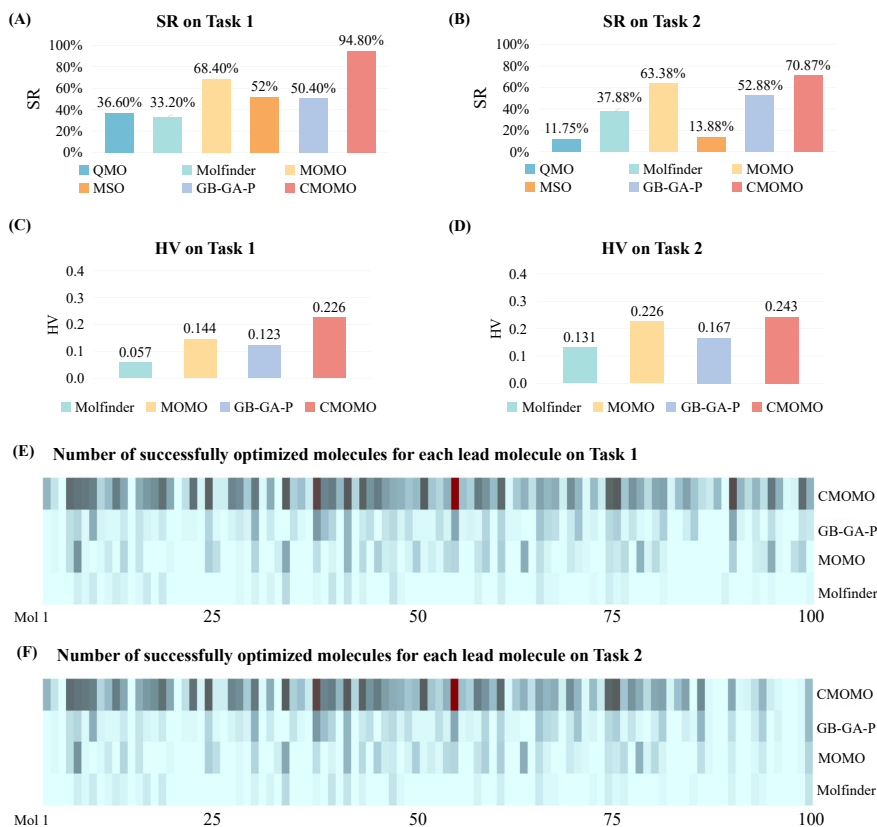 (A) SR on Task 1
100%
80%
60%
40%
20%
0%
SR
36.60%
33.20%
68.40%
52%
50.40%
94.80%
QMO Molfinder MOMO
MSO GB-GA-P CMOMO
(B) SR on Task 2
100%
80%
60%
40%
20%
0%
SR
11.75%
37.88%
63.38%
13.88%
52.88%
70.87%
QMO Molfinder MOMO
MSO GB-GA-P CMOMO
(C) HV on Task 1
0.4
0.3
0.2
0.1
0.0
HV
0.057
0.144
0.123
0.226
Molfinder MOMO GB-GA-P CMOMO
(D) HV on Task 2
0.4
0.3
0.2
0.1
0.0
HV
0.131
0.226
0.167
0.243
Molfinder MOMO GB-GA-P CMOMO
(E) Number of successfully optimized molecules for each lead molecule on Task 1
CMOMO
GB-GA-P
MOMO
Molfinder
Mol 1 25 50 75 100
(F) Number of successfully optimized molecules for each lead molecule on Task 2
CMOMO
GB-GA-P
MOMO
Molfinder
Mol 1 25 50 75 100